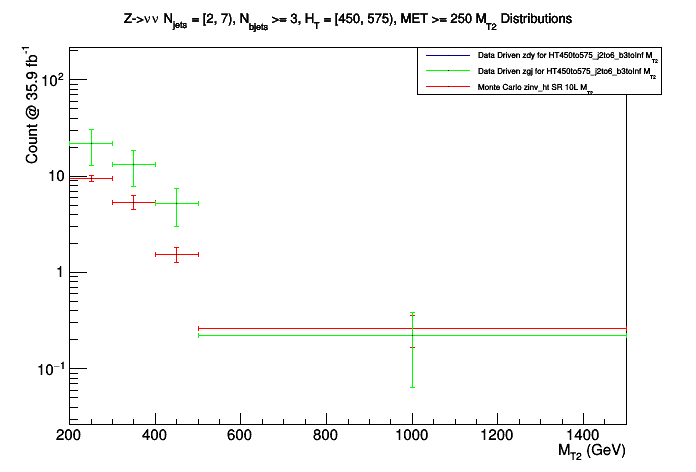 Z->νν N_jets = [2, 7), N_bjets >= 3, H_T = [450, 575), MET >= 250 M_T2 Distributions
Count @ 35.9 fb⁻¹
Data Driven zdy for HT450to575_j2to6_b3toInf M_T2
Data Driven zgj for HT450to575_j2to6_b3toInf M_T2
Monte Carlo zinv_ht SR 10L M_T2
10²
10
1
10⁻¹
200 400 600 800 1000 1200 1400
M_T2 (GeV)